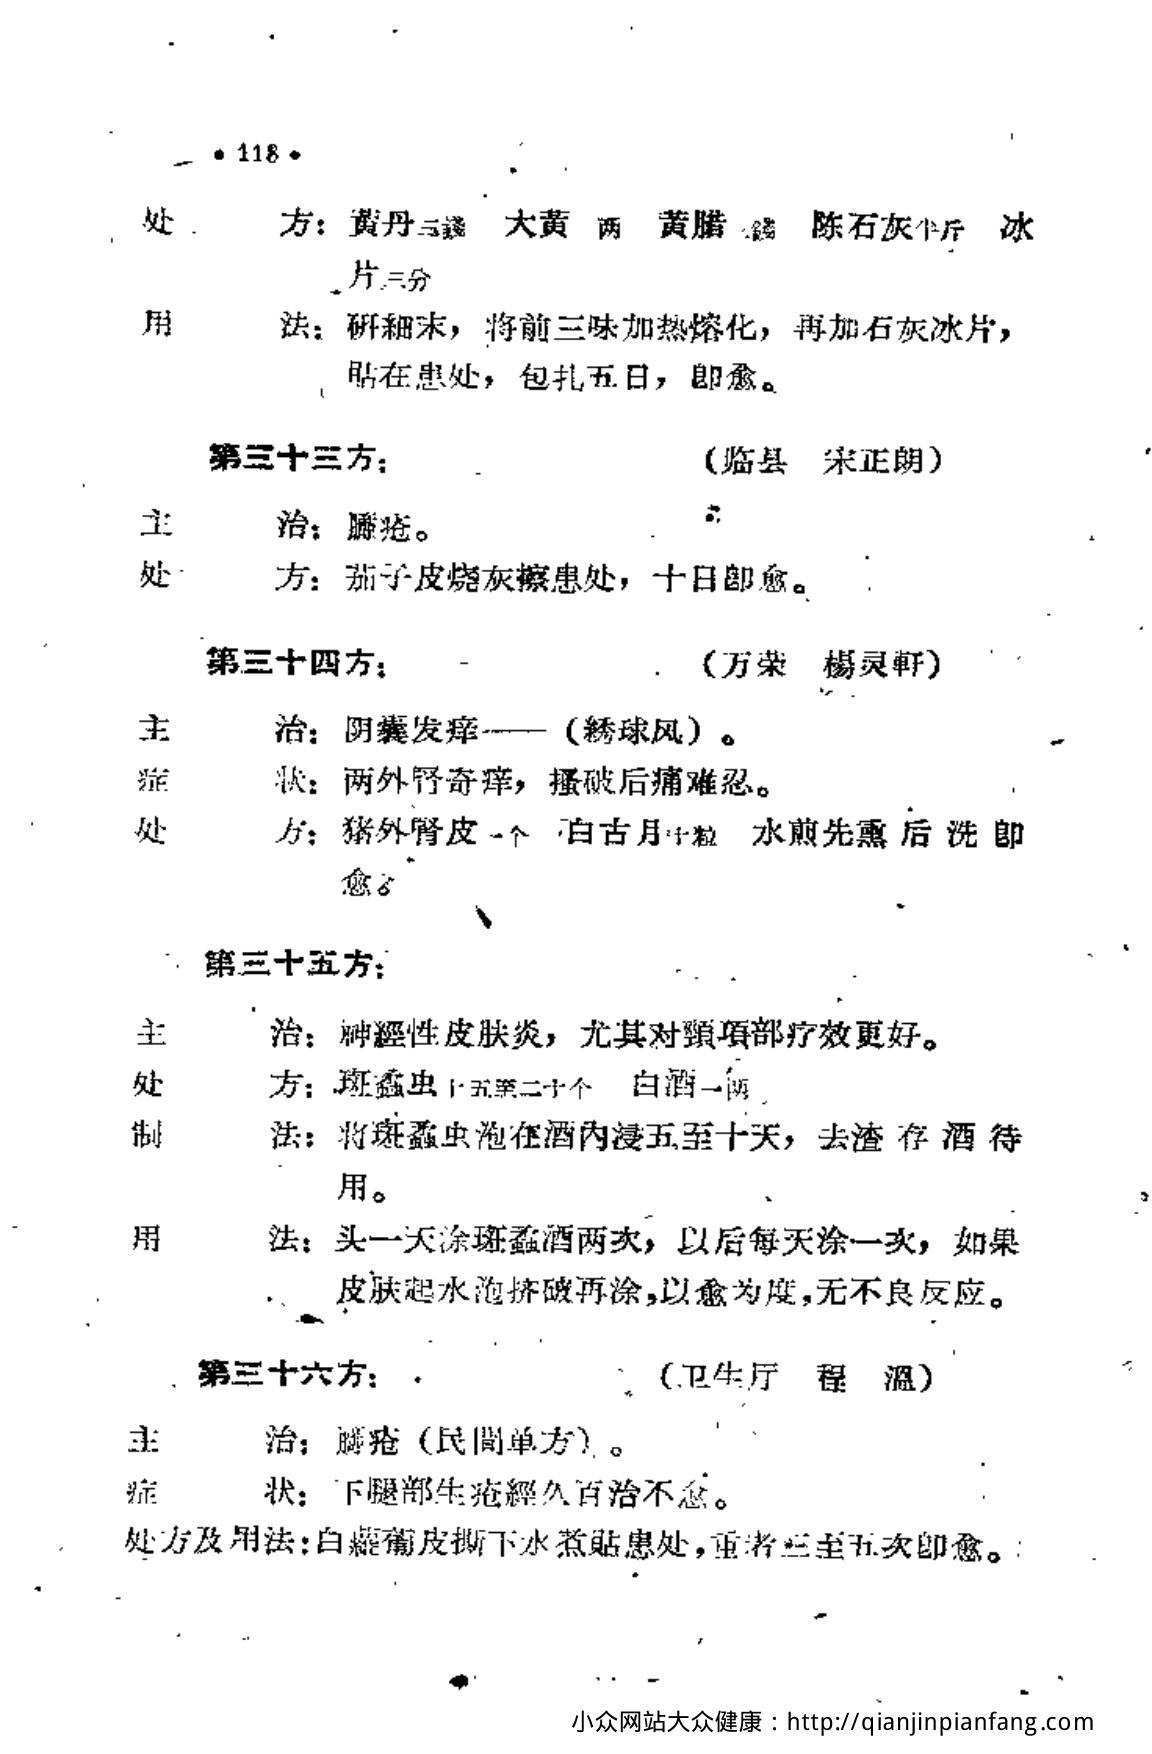 • 118 •
处 方：黄丹三錢 大黄 两 黄腊 錢 陈石灰半斤 冰
片三分
用 法：研細末，将前三味加热熔化，再加石灰冰片，
貼在患处，包扎五日，卽愈。
第三十三方：（临县 宋正朗）
主 治：臁疮。
处 方：茄子皮烧灰擦患处，十日卽愈。
第三十四方：（万荣 楊灵軒）
主 治：阴囊发痒——（綉球风）。
症 状：两外肾奇痒，搔破后痛难忍。
处 方：猪外腎皮一个 白古月 十粒 水煎先熏后洗卽
愈。
第三十五方：
主 治：神經性皮肤炎，尤其对頸項部疗效更好。
处 方：斑蝥虫十五至二十个 白酒一两
制 法：将斑蝥虫泡在酒內浸五至十天，去渣存酒待
用。
用 法：头一天涂斑蝥酒两次，以后每天涂一次，如果
皮肤起水泡挤破再涂，以愈为度，无不良反应。
第三十六方：（卫生厅 程 溫）
主 治：臁疮（民間单方）。
症 状：下腿部生疮經久百治不愈。
处方及用法：白蘿蔔皮撕下水煮貼患处，重者三至五次卽愈。
小众网站大众健康：http://qianjinpianfang.com